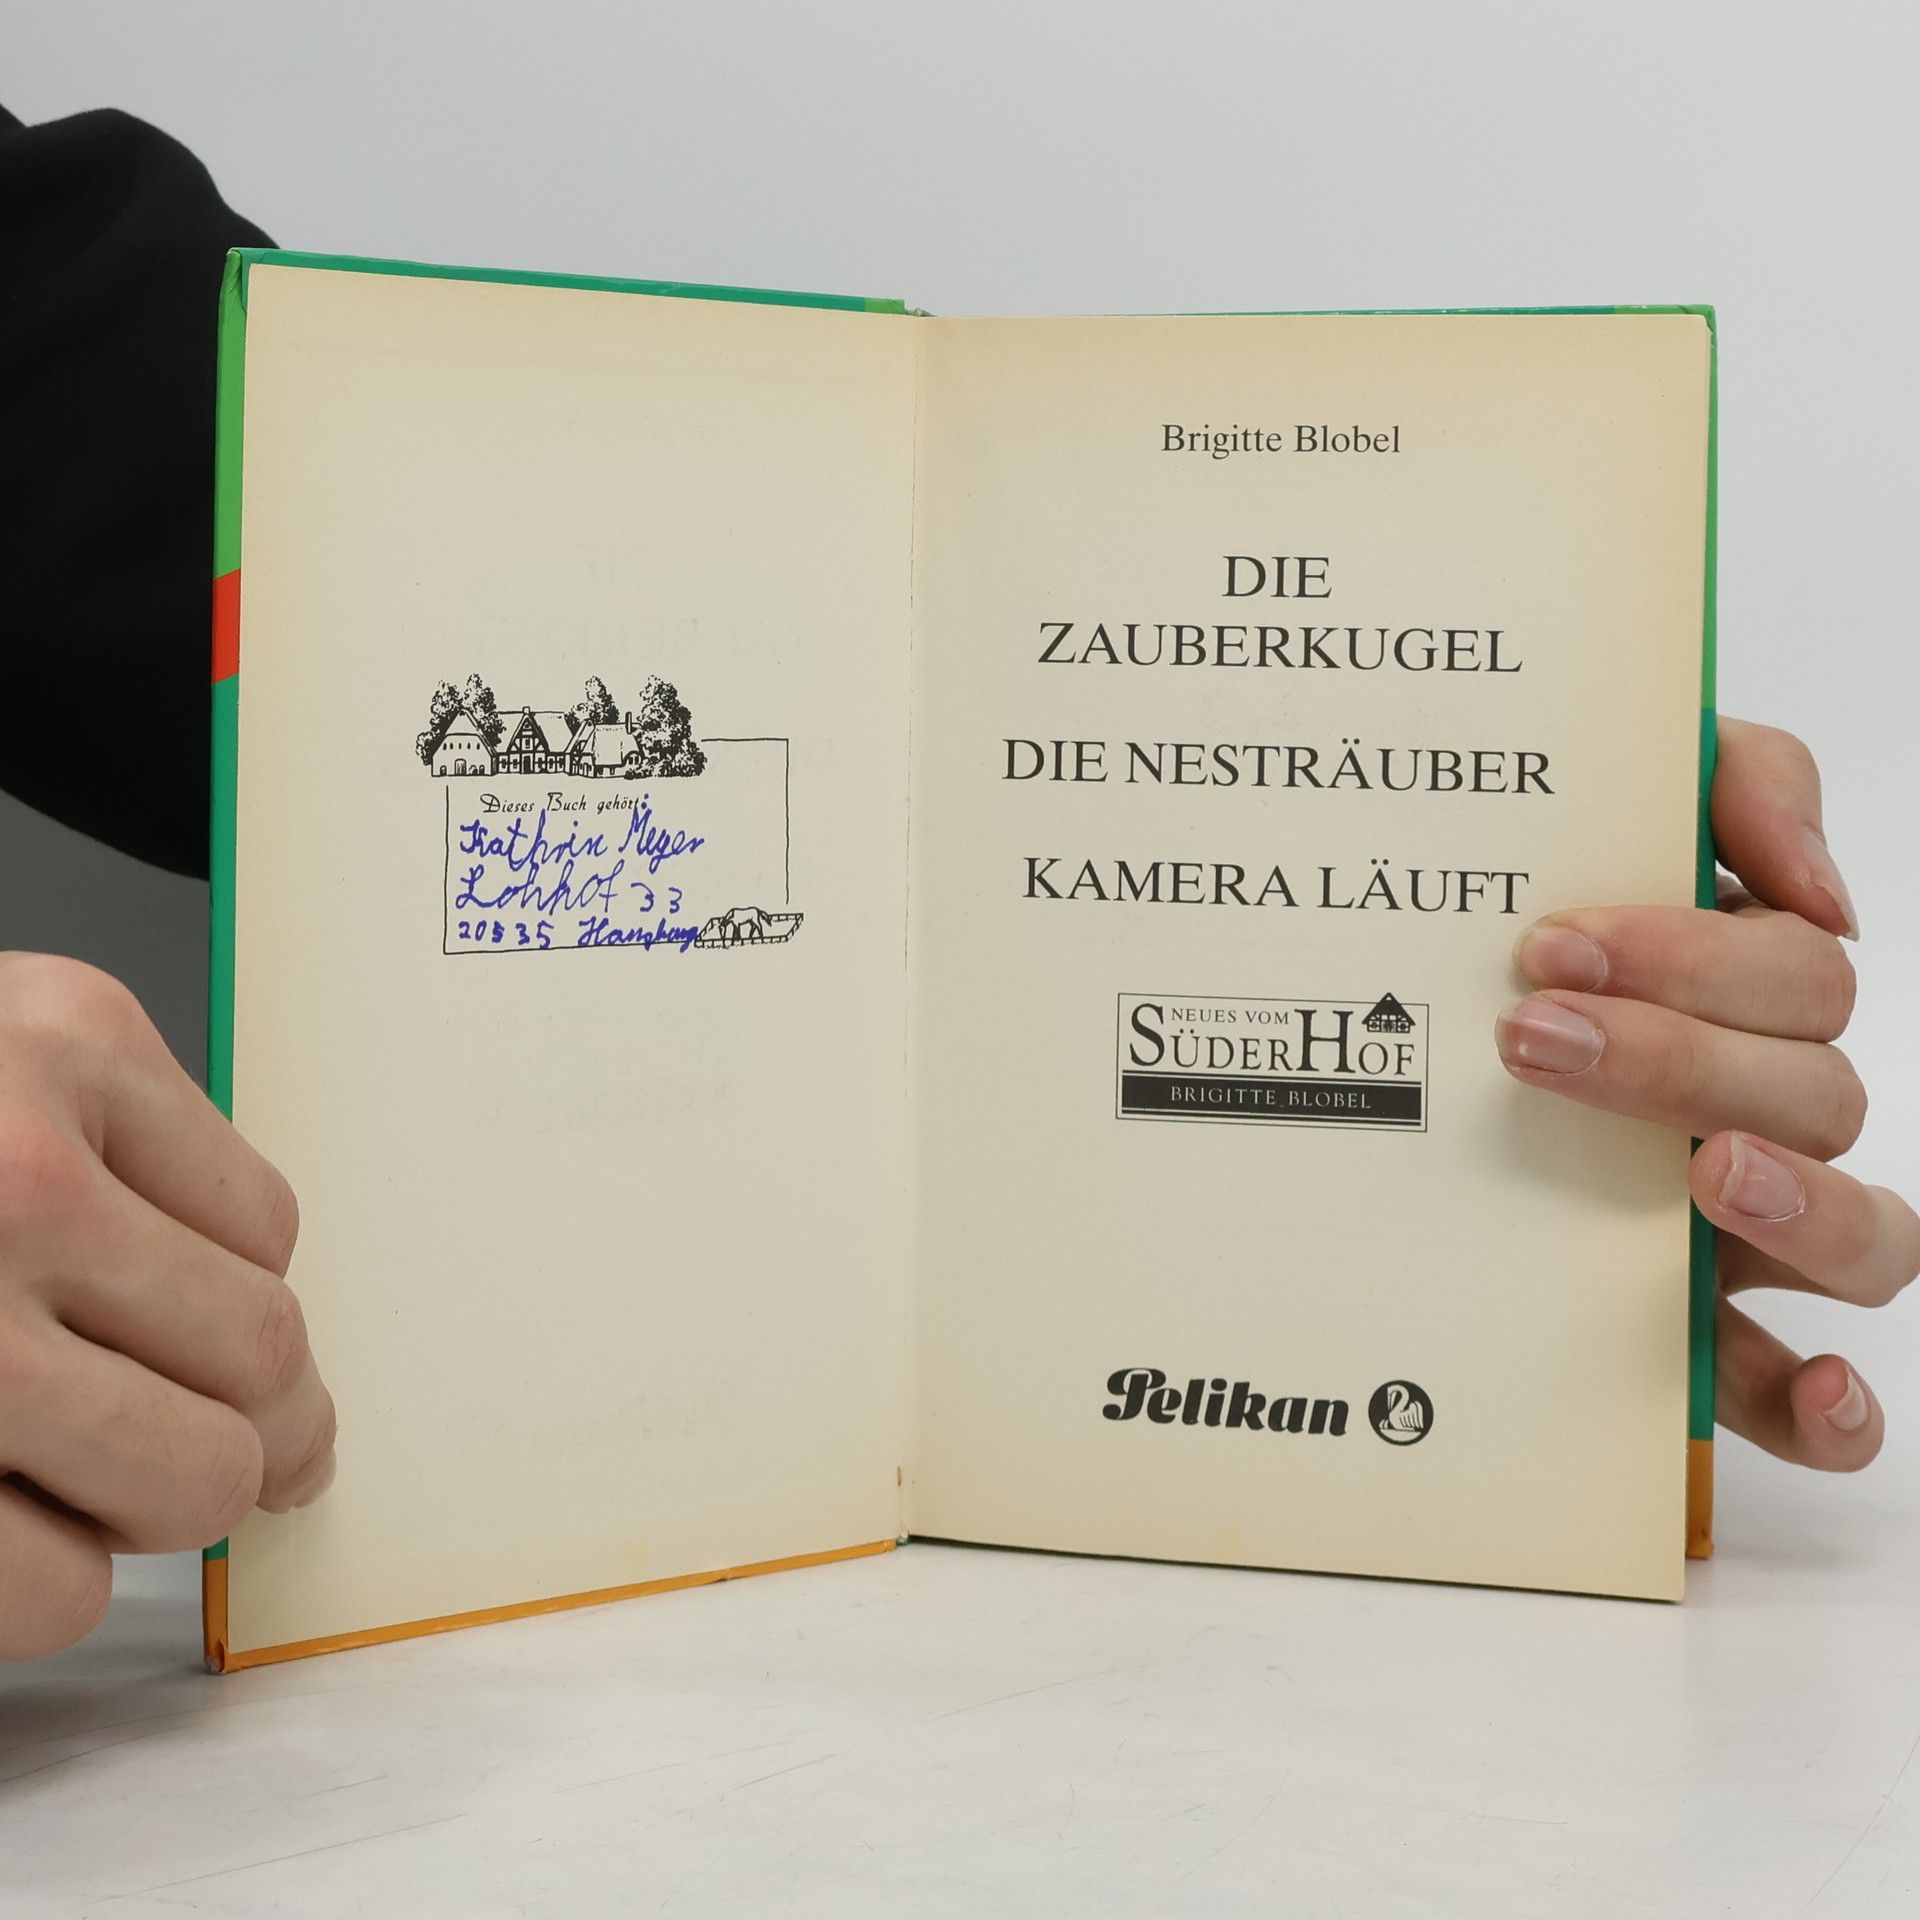 Dieses Buch gehört:
Kathrin Meyer
Lohhof 33
20535 Hamburg
Brigitte Blobel
DIE
ZAUBERKUGEL
DIE NESTRÄUBER
KAMERA LÄUFT
NEUES VOM
SÜDERHOF
BRIGITTE BLOBEL
Pelikan